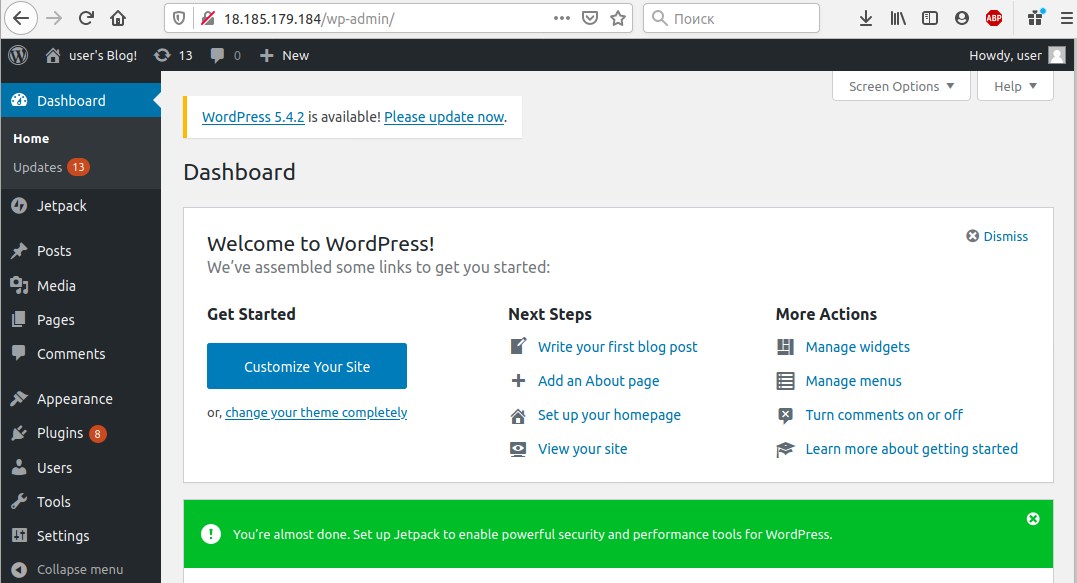 18.185.179.184/wp-admin/
Поиск
ABP
user's Blog! 13 0 New
Howdy, user
Dashboard
Home
Updates 13
Jetpack
Posts
Media
Pages
Comments
Appearance
Plugins 8
Users
Tools
Settings
Collapse menu
Screen Options
Help
WordPress 5.4.2 is available! Please update now.
Dashboard
Welcome to WordPress!
We've assembled some links to get you started:
Dismiss
Get Started
Customize Your Site
or, change your theme completely
Next Steps
Write your first blog post
Add an About page
Set up your homepage
View your site
More Actions
Manage widgets
Manage menus
Turn comments on or off
Learn more about getting started
You're almost done. Set up Jetpack to enable powerful security and performance tools for WordPress.